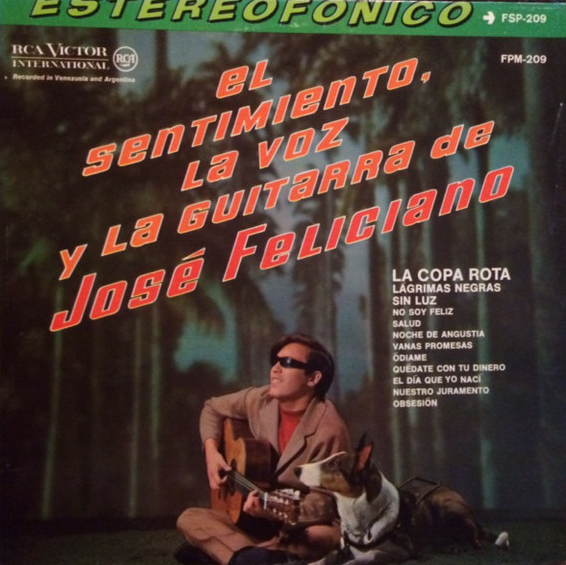 ESTEREOFONICO → FSP-209
RCA VICTOR
INTERNATIONAL
RCA
Recorded in Venezuela and Argentina
FPM-209
EL
SENTIMIENTO,
LA VOZ
Y LA GUITARRA de
José FELICIANO
LA COPA ROTA
LÁGRIMAS NEGRAS
SIN LUZ
NO SOY FELIZ
SALUD
NOCHE DE ANGUSTIA
VANAS PROMESAS
ÓDIAME
QUÉDATE CON TU DINERO
EL DÍA QUE YO NACÍ
NUESTRO JURAMENTO
OBSESIÓN